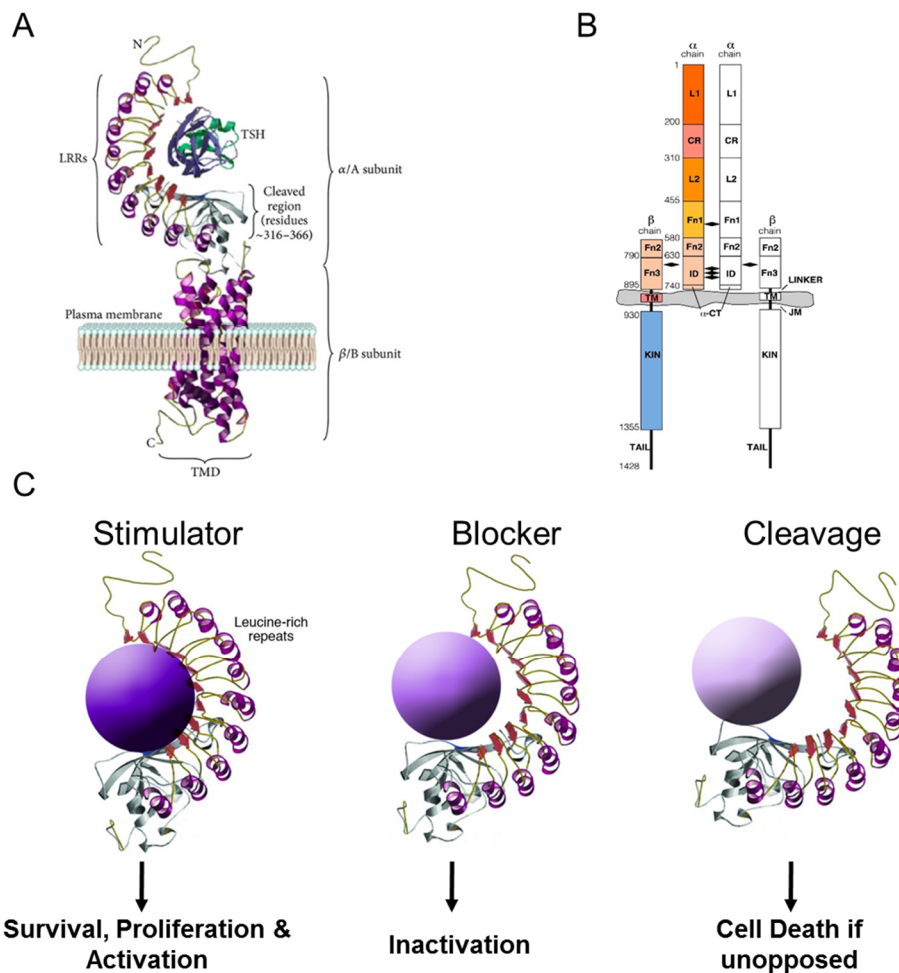 A
N
TSH
LRRs
α/A subunit
Cleaved
region
(residues
~316–366)
Plasma membrane
β/B subunit
C
TMD
B
α
chain
α
chain
1
L1
L1
200
CR
CR
310
L2
L2
455
β
chain
Fn1
Fn1
β
chain
580
Fn2
Fn2
Fn2
Fn2
790
630
Fn3
ID
ID
Fn3
895
740
LINKER
TM
TM
α-CT
JM
930
KIN
KIN
1355
TAIL
TAIL
1428
C
Stimulator
Blocker
Cleavage
Leucine-rich
repeats
Survival, Proliferation &
Activation
Inactivation
Cell Death if
unopposed